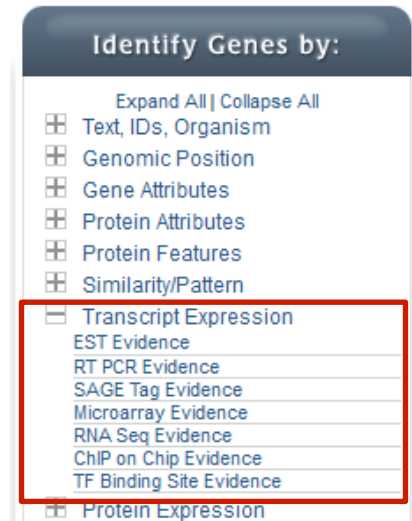 Identify Genes by:
Expand All | Collapse All
Text, IDs, Organism
Genomic Position
Gene Attributes
Protein Attributes
Protein Features
Similarity/Pattern
Transcript Expression
EST Evidence
RT PCR Evidence
SAGE Tag Evidence
Microarray Evidence
RNA Seq Evidence
ChIP on Chip Evidence
TF Binding Site Evidence
Protein Expression